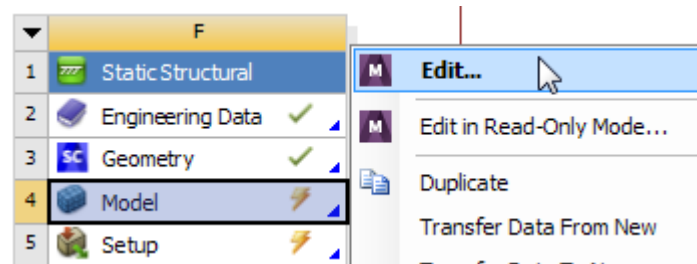 F
1 Static Structural
2 Engineering Data
3 SC Geometry
4 Model
5 Setup
M Edit...
M Edit in Read-Only Mode...
Duplicate
Transfer Data From New